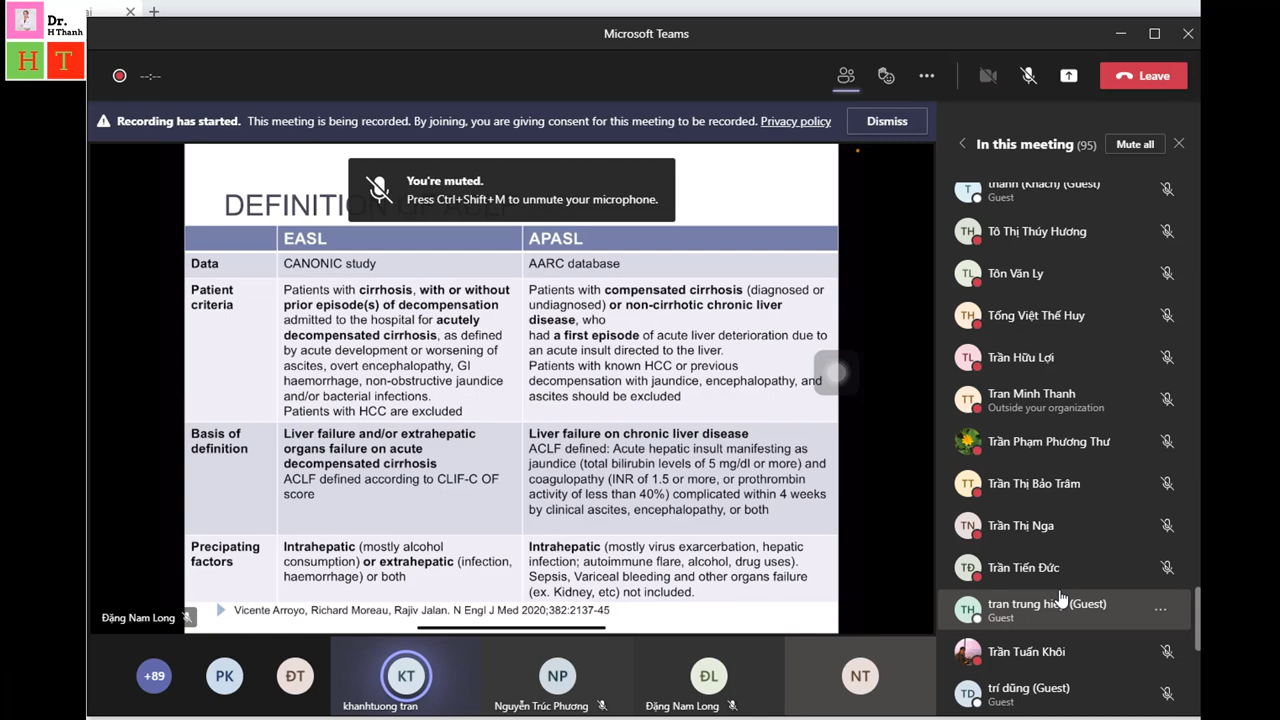 Dr.
H Thanh
H T
Microsoft Teams
--:--
Leave
Recording has started. This meeting is being recorded. By joining, you are giving consent for this meeting to be recorded. Privacy policy
Dismiss
You're muted.
Press Ctrl+Shift+M to unmute your microphone.
EASL
APASL
Data
CANONIC study
AARC database
Patient
criteria
Patients with cirrhosis, with or without
prior episode(s) of decompensation
admitted to the hospital for acutely
decompensated cirrhosis, as defined
by acute development or worsening of
ascites, overt encephalopathy, GI
haemorrhage, non-obstructive jaundice
and/or bacterial infections.
Patients with HCC are excluded
Patients with compensated cirrhosis (diagnosed or
undiagnosed) or non-cirrhotic chronic liver
disease, who
had a first episode of acute liver deterioration due to
an acute insult directed to the liver.
Patients with known HCC or previous
decompensation with jaundice, encephalopathy, and
ascites should be excluded
Basis of
definition
Liver failure and/or extrahepatic
organs failure on acute
decompensated cirrhosis
ACLF defined according to CLIF-C OF
score
Liver failure on chronic liver disease
ACLF defined: Acute hepatic insult manifesting as
jaundice (total bilirubin levels of 5 mg/dl or more) and
coagulopathy (INR of 1.5 or more, or prothrombin
activity of less than 40%) complicated within 4 weeks
by clinical ascites, encephalopathy, or both
Precipating
factors
Intrahepatic (mostly alcohol
consumption) or extrahepatic (infection,
haemorrhage) or both
Intrahepatic (mostly virus exarcerbation, hepatic
infection; autoimmune flare, alcohol, drug uses).
Sepsis, Variceal bleeding and other organs failure
(ex. Kidney, etc) not included.
Vicente Arroyo, Richard Moreau, Rajiv Jalan. N Engl J Med 2020;382:2137-45
Đặng Nam Long
+89
PK
ĐT
KT
khanhtuong tran
NP
Nguyễn Trúc Phương
ĐL
Đặng Nam Long
NT
In this meeting (95)
Mute all
T
thanh (Khách) (Guest)
Guest
TH
Tô Thị Thúy Hương
TL
Tôn Văn Ly
TH
Tống Việt Thế Huy
TL
Trần Hữu Lợi
TT
Tran Minh Thanh
Outside your organization
Trần Phạm Phương Thư
TT
Trần Thị Bảo Trâm
TN
Trần Thị Nga
TĐ
Trần Tiến Đức
TH
tran trung (Guest)
Guest
Trần Tuấn Khôi
TD
trí dũng (Guest)
Guest